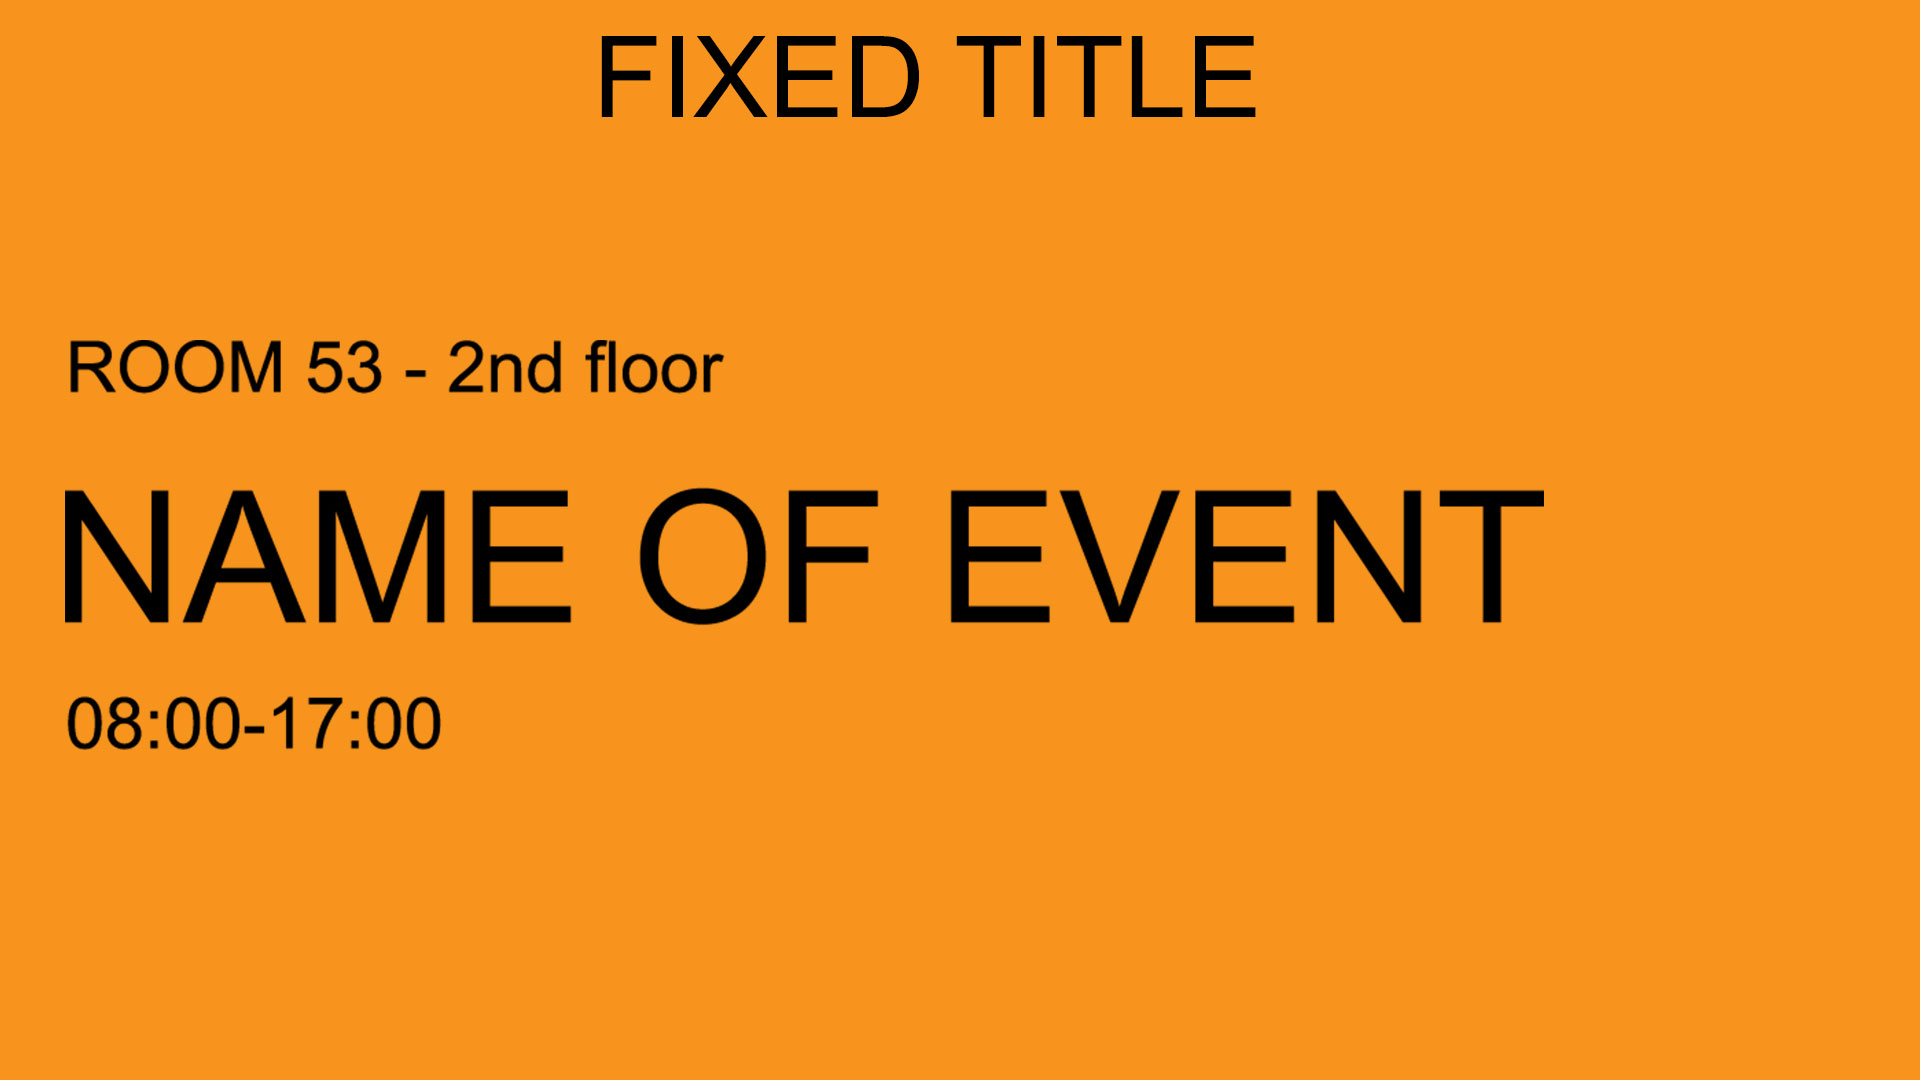 FIXED TITLE
ROOM 53 - 2nd floor
NAME OF EVENT
08:00-17:00